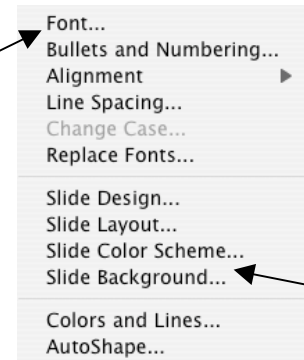 Font...
Bullets and Numbering...
Alignment
Line Spacing...
Change Case...
Replace Fonts...
Slide Design...
Slide Layout...
Slide Color Scheme...
Slide Background...
Colors and Lines...
AutoShape...